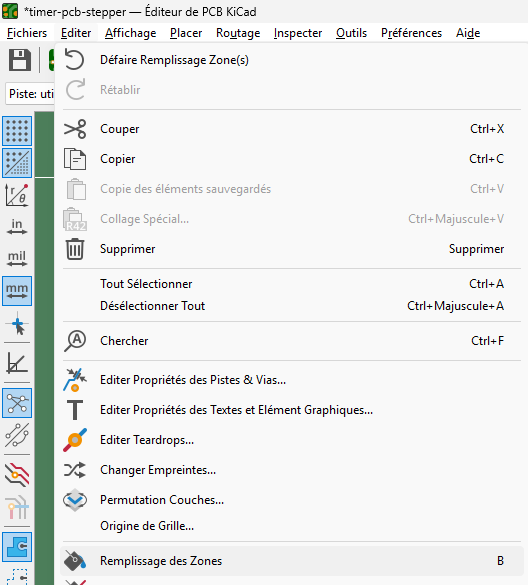 *timer-pcb-stepper — Éditeur de PCB KiCad
Fichiers Editer Affichage Placer Routage Inspecter Outils Préférences Aide
Défaire Remplissage Zone(s)
Rétablir
Piste: uti
Couper Ctrl+X
Copier Ctrl+C
Copie des éléments sauvegardés Ctrl+V
Collage Spécial... Ctrl+Majuscule+V
Supprimer Supprimer
Tout Sélectionner Ctrl+A
Désélectionner Tout Ctrl+Majuscule+A
Chercher Ctrl+F
Editer Propriétés des Pistes & Vias...
Editer Propriétés des Textes et Elément Graphiques...
Editer Teardrops...
Changer Empreintes...
Permutation Couches...
Origine de Grille...
Remplissage des Zones B
r θ
in
mil
mm
R42